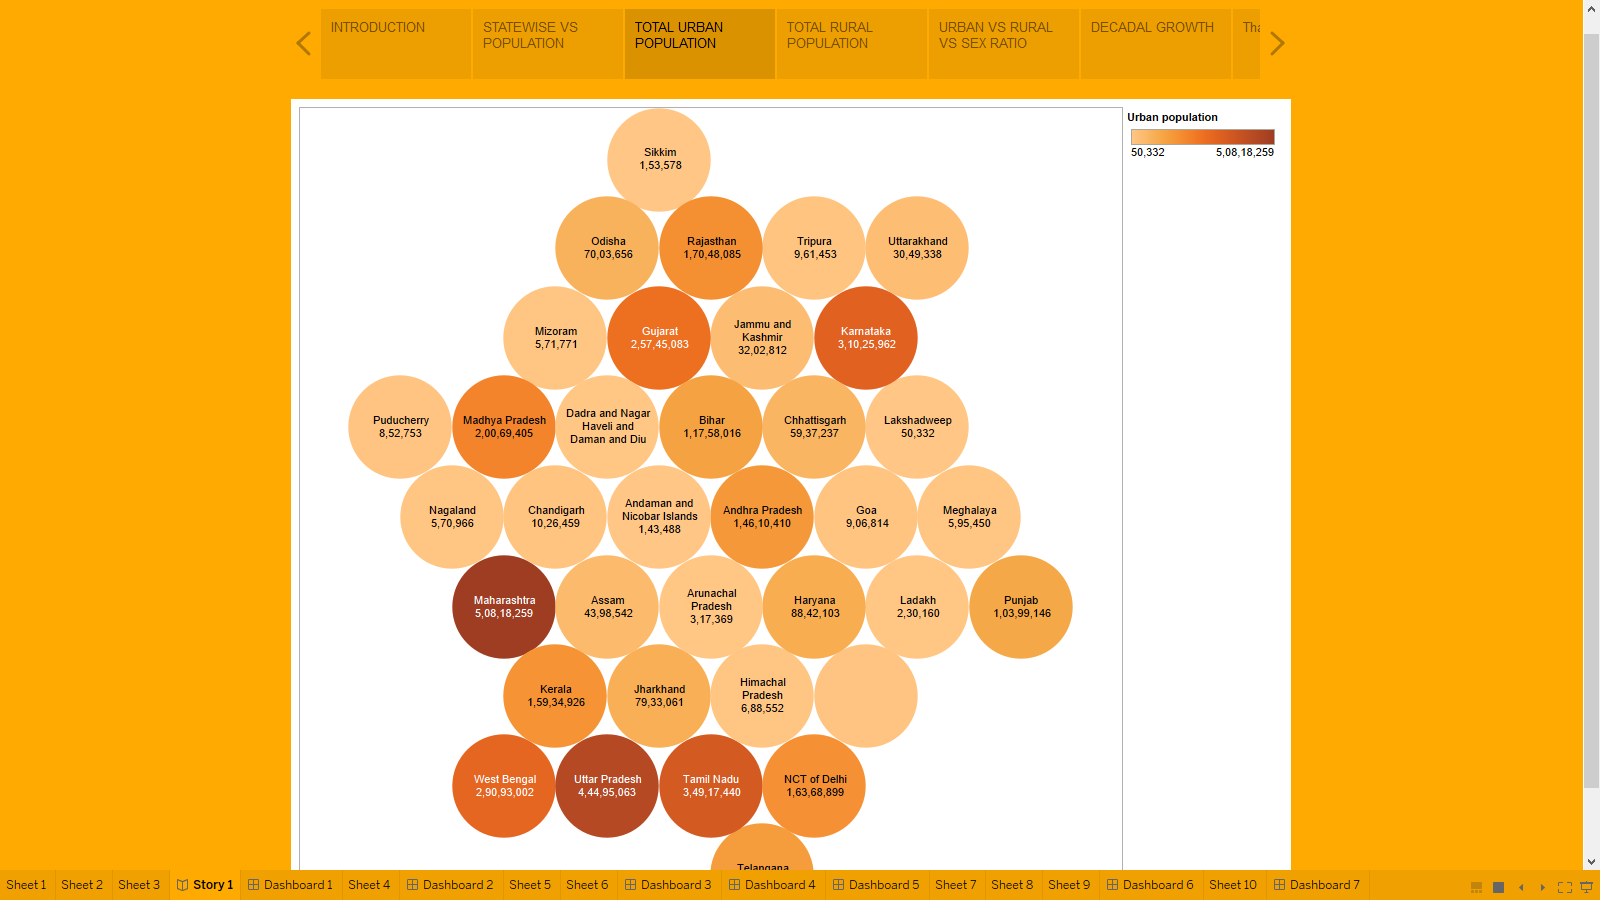 INTRODUCTION
STATEWISE VS
POPULATION
TOTAL URBAN
POPULATION
TOTAL RURAL
POPULATION
URBAN VS RURAL
VS SEX RATIO
DECADAL GROWTH
Urban population
50,332
5,08,18,259
Sikkim
1,53,578
Odisha
70,03,656
Rajasthan
1,70,48,085
Tripura
9,61,453
Uttarakhand
30,49,338
Mizoram
5,71,771
Gujarat
2,57,45,083
Jammu and
Kashmir
32,02,812
Karnataka
3,10,25,962
Puducherry
8,52,753
Madhya Pradesh
2,00,69,405
Dadra and Nagar
Haveli and
Daman and Diu
Bihar
1,17,58,016
Chhattisgarh
59,37,237
Lakshadweep
50,332
Nagaland
5,70,966
Chandigarh
10,26,459
Andaman and
Nicobar Islands
1,43,488
Andhra Pradesh
1,46,10,410
Goa
9,06,814
Meghalaya
5,95,450
Maharashtra
5,08,18,259
Assam
43,98,542
Arunachal
Pradesh
3,17,369
Haryana
88,42,103
Ladakh
2,30,160
Punjab
1,03,99,146
Kerala
1,59,34,926
Jharkhand
79,33,061
Himachal
Pradesh
6,88,552
West Bengal
2,90,93,002
Uttar Pradesh
4,44,95,063
Tamil Nadu
3,49,17,440
NCT of Delhi
1,63,68,899
Telangana
Sheet 1
Sheet 2
Sheet 3
Story 1
Dashboard 1
Sheet 4
Dashboard 2
Sheet 5
Sheet 6
Dashboard 3
Dashboard 4
Dashboard 5
Sheet 7
Sheet 8
Sheet 9
Dashboard 6
Sheet 10
Dashboard 7